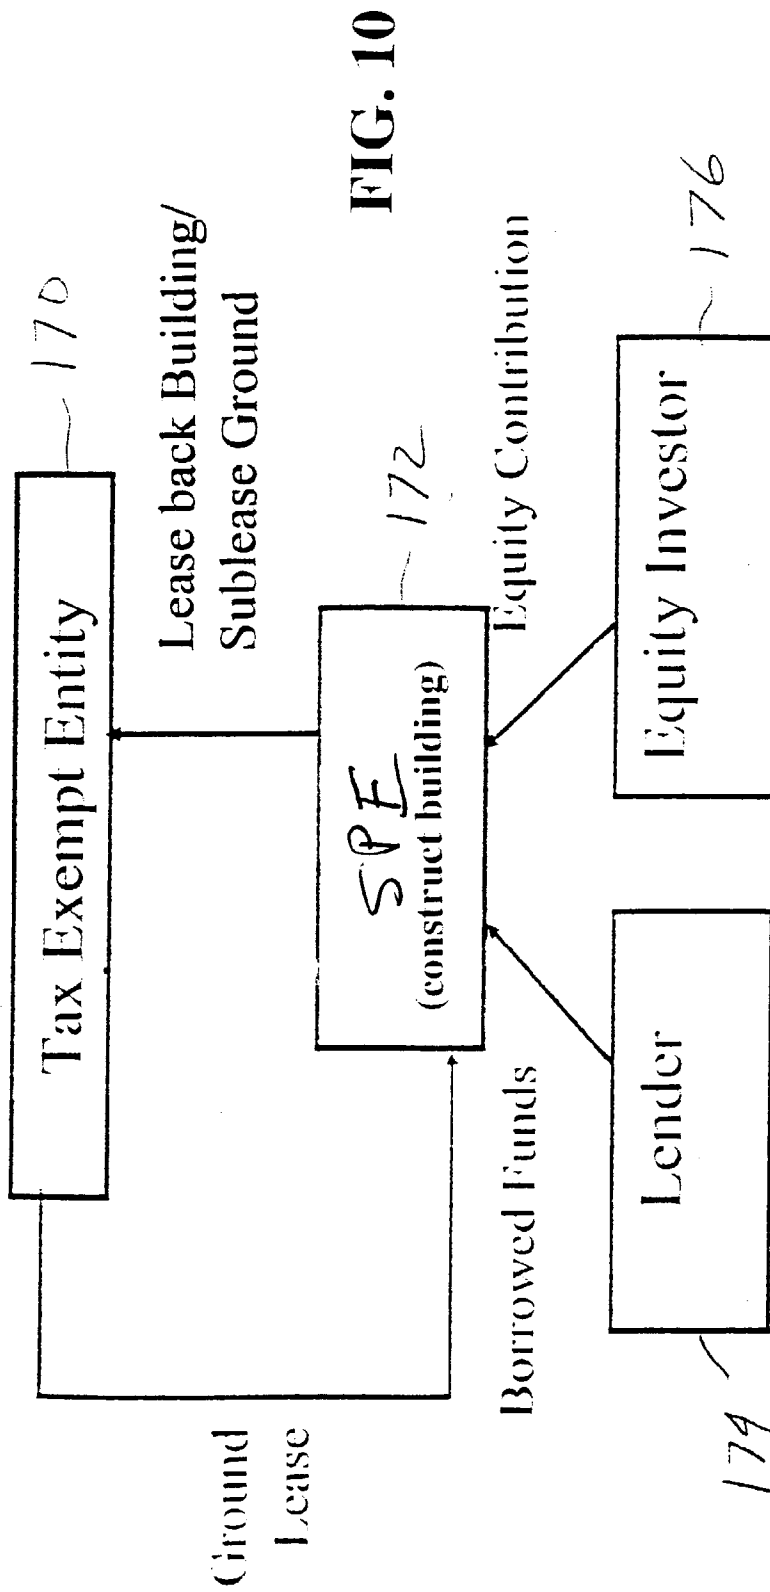 Tax Exempt Entity
170
Ground
Lease
Lease back Building/
Sublease Ground
SPE
(construct building)
172
FIG. 10
Borrowed Funds
Equity Contribution
Lender
174
Equity Investor
176